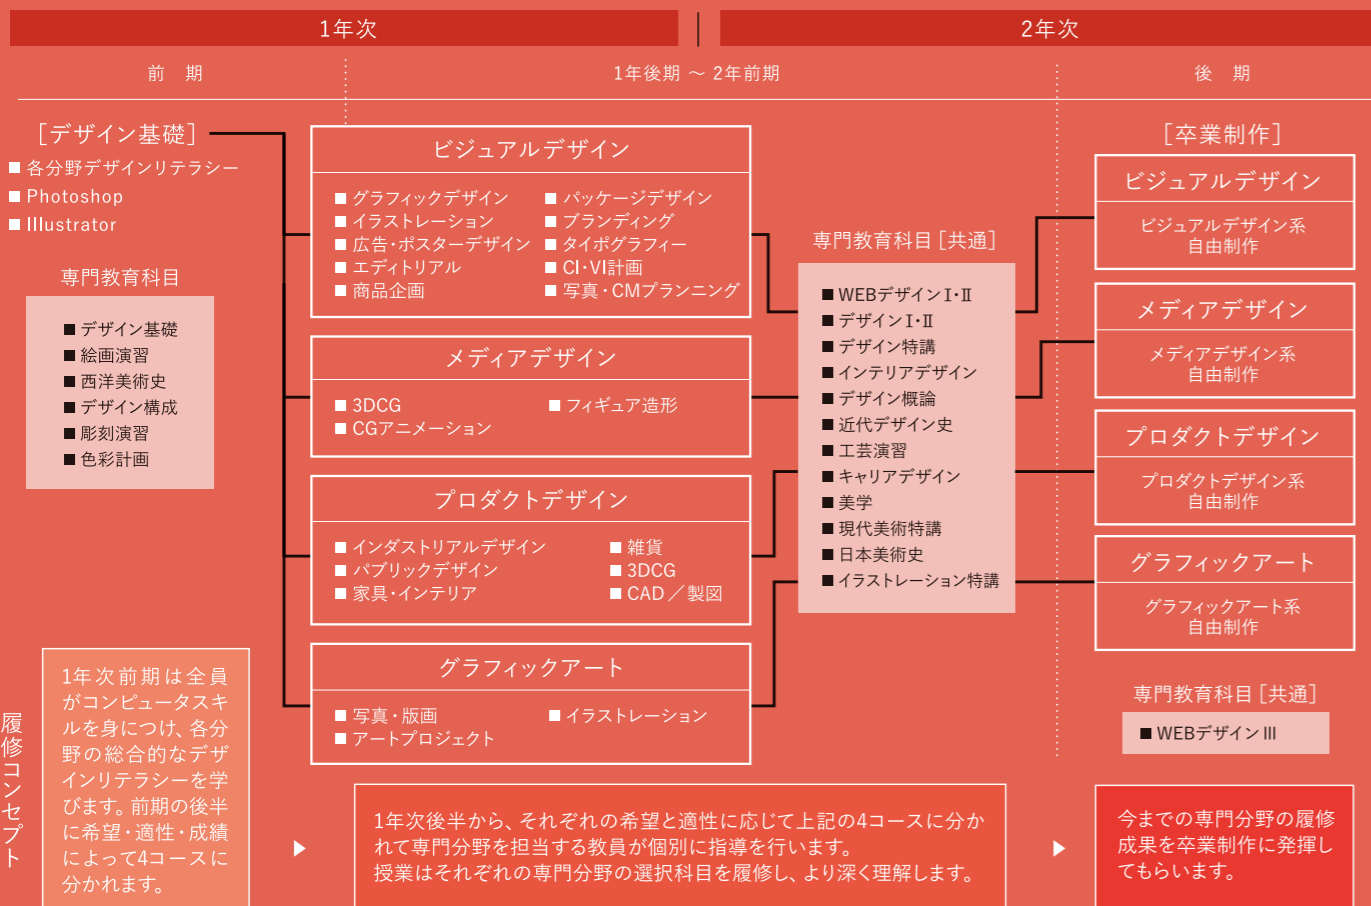 1年次
2年次
前 期
1年後期 ～ 2年前期
後 期
［デザイン基礎］
■ 各分野デザインリテラシー
■ Photoshop
■ Illustrator
専門教育科目
■ デザイン基礎
■ 絵画演習
■ 西洋美術史
■ デザイン構成
■ 彫刻演習
■ 色彩計画
ビジュアルデザイン
■ グラフィックデザイン
■ イラストレーション
■ 広告・ポスターデザイン
■ エディトリアル
■ 商品企画
■ パッケージデザイン
■ ブランディング
■ タイポグラフィー
■ CI・VI計画
■ 写真・CMプランニング
メディアデザイン
■ 3DCG
■ CGアニメーション
■ フィギュア造形
プロダクトデザイン
■ インダストリアルデザイン
■ パブリックデザイン
■ 家具・インテリア
■ 雑貨
■ 3DCG
■ CAD／製図
グラフィックアート
■ 写真・版画
■ アートプロジェクト
■ イラストレーション
専門教育科目［共通］
■ WEBデザインⅠ・Ⅱ
■ デザインⅠ・Ⅱ
■ デザイン特講
■ インテリアデザイン
■ デザイン概論
■ 近代デザイン史
■ 工芸演習
■ キャリアデザイン
■ 美学
■ 現代美術特講
■ 日本美術史
■ イラストレーション特講
［卒業制作］
ビジュアルデザイン
ビジュアルデザイン系
自由制作
メディアデザイン
メディアデザイン系
自由制作
プロダクトデザイン
プロダクトデザイン系
自由制作
グラフィックアート
グラフィックアート系
自由制作
専門教育科目［共通］
■ WEBデザインⅢ
履修コンセプト
1年次前期は全員
がコンピュータスキ
ルを身につけ、各分
野の総合的なデザ
インリテラシーを学
びます。前期の後半
に希望・適性・成績
によって4コースに
分かれます。
▶
1年次後半から、それぞれの希望と適性に応じて上記の4コースに分か
れて専門分野を担当する教員が個別に指導を行います。
授業はそれぞれの専門分野の選択科目を履修し、より深く理解します。
▶
今までの専門分野の履修
成果を卒業制作に発揮し
てもらいます。